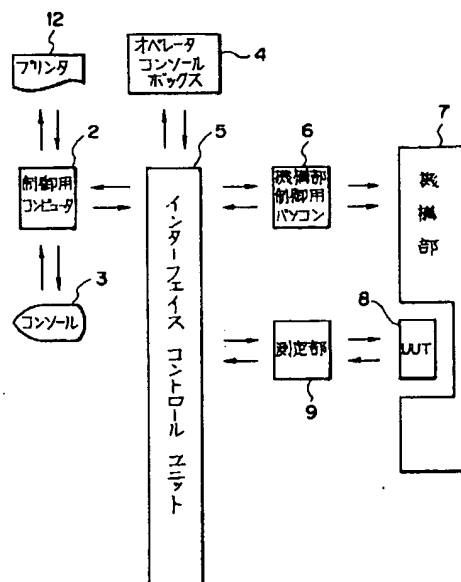 12
プリンタ
オペレータ
コンソール
ボックス
4
2
制御用
コンピュータ
3
コンソール
5
インターフェイス コントロール ユニット
6
機構部
制御用
パソコン
7
機構部
8
UUT
測定部
9